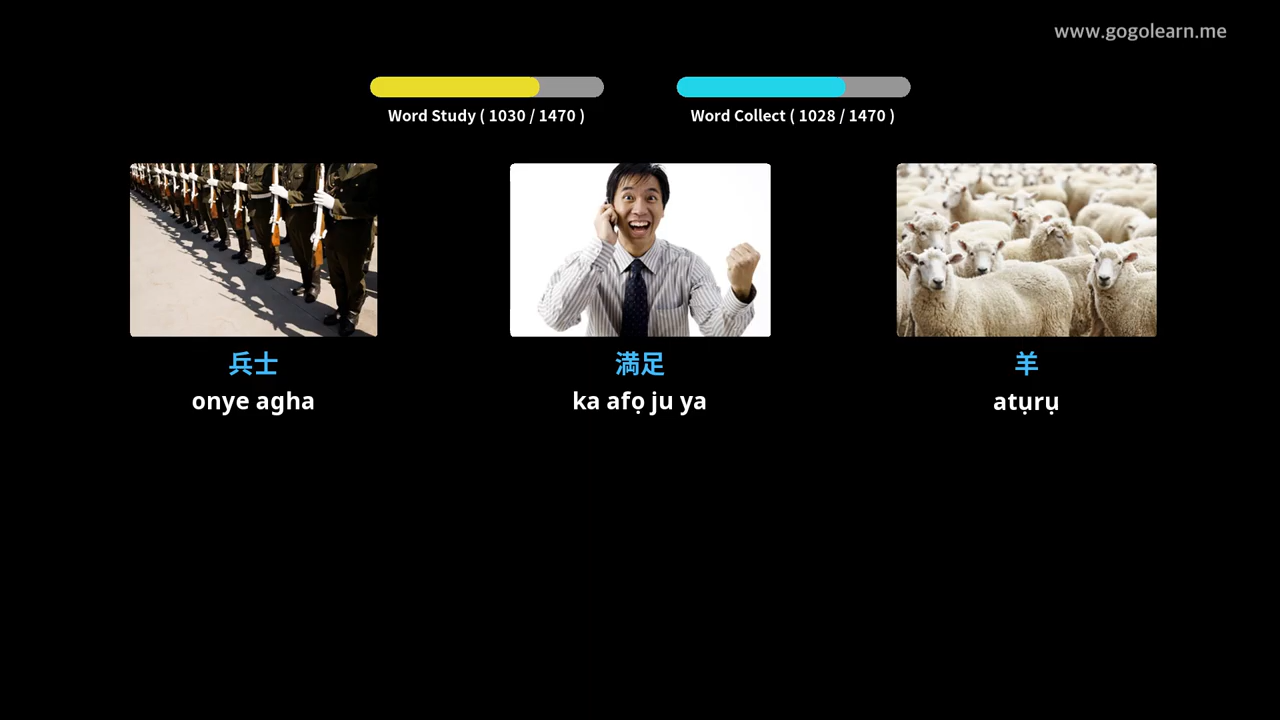 www.gogolearn.me
Word Study ( 1030 / 1470 )
Word Collect ( 1028 / 1470 )
兵士
満足
羊
onye agha
ka afọ ju ya
atụrụ